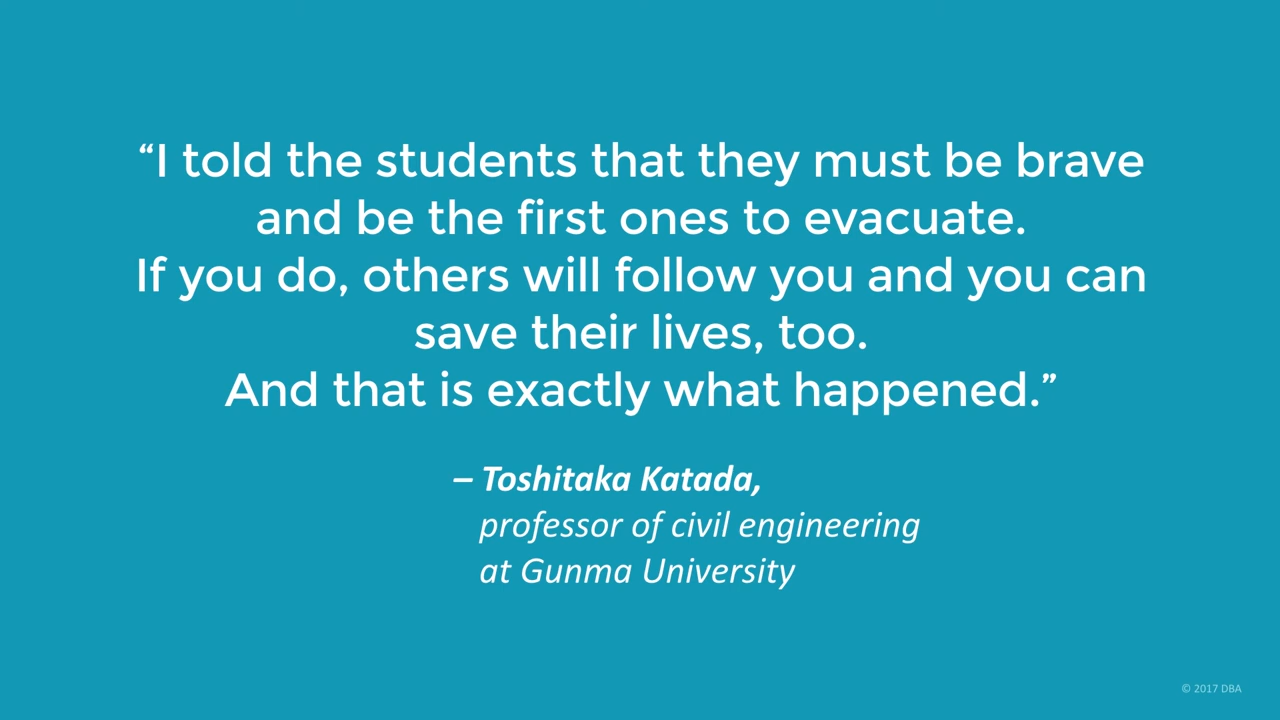 “I told the students that they must be brave
and be the first ones to evacuate.
If you do, others will follow you and you can
save their lives, too.
And that is exactly what happened.”
– Toshitaka Katada,
professor of civil engineering
at Gunma University
© 2017 DBA